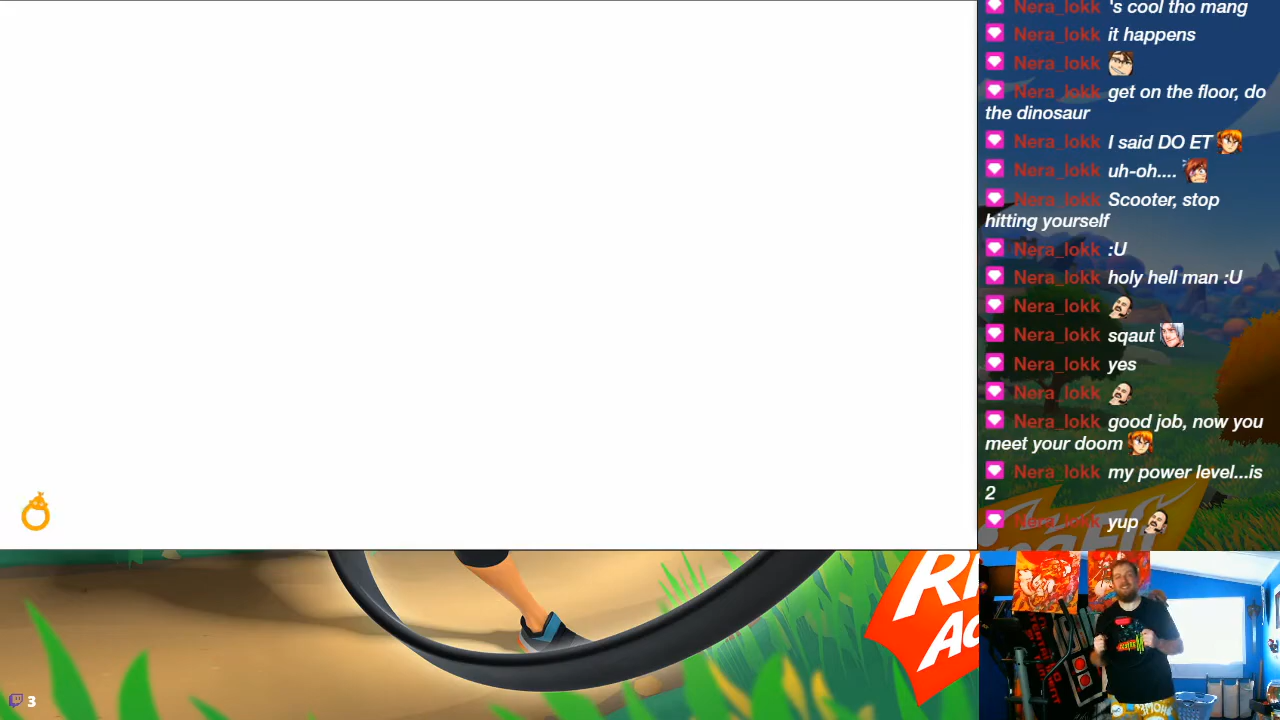 Nera_lokk 's cool tho mang
Nera_lokk it happens
Nera_lokk
Nera_lokk get on the floor, do
the dinosaur
Nera_lokk I said DO ET
Nera_lokk uh-oh....
Nera_lokk Scooter, stop
hitting yourself
Nera_lokk :U
Nera_lokk holy hell man :U
Nera_lokk
Nera_lokk sqaut
Nera_lokk yes
Nera_lokk
Nera_lokk good job, now you
meet your doom
Nera_lokk my power level...is
2
Nera_lokk yup
3